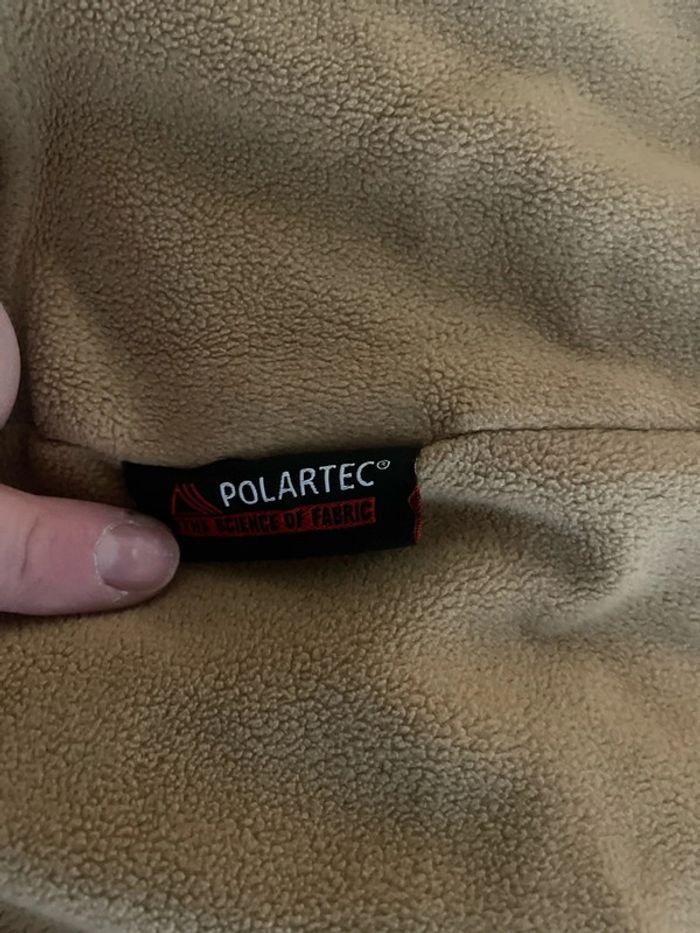 POLARTEC®
THE SCIENCE OF FABRIC